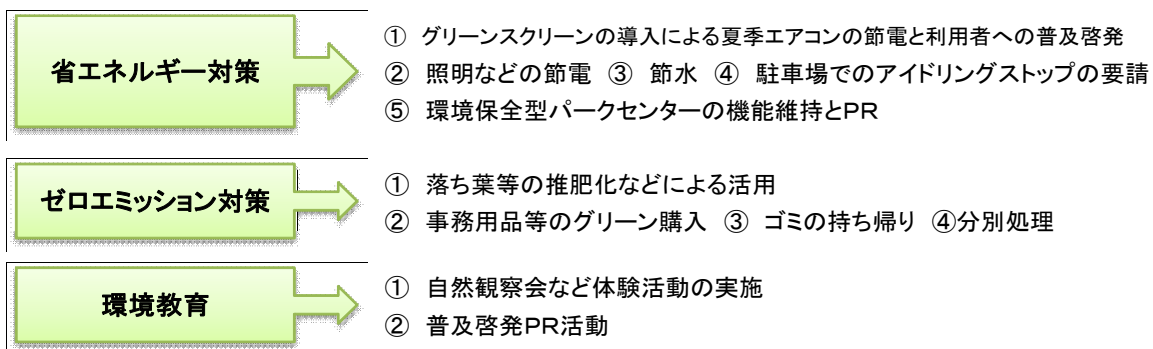 省エネルギー対策
① グリーンスクリーンの導入による夏季エアコンの節電と利用者への普及啓発
② 照明などの節電 ③ 節水 ④ 駐車場でのアイドリングストップの要請
⑤ 環境保全型パークセンターの機能維持とPR
ゼロエミッション対策
① 落ち葉等の推肥化などによる活用
② 事務用品等のグリーン購入 ③ ゴミの持ち帰り ④分別処理
環境教育
① 自然観察会など体験活動の実施
② 普及啓発PR活動